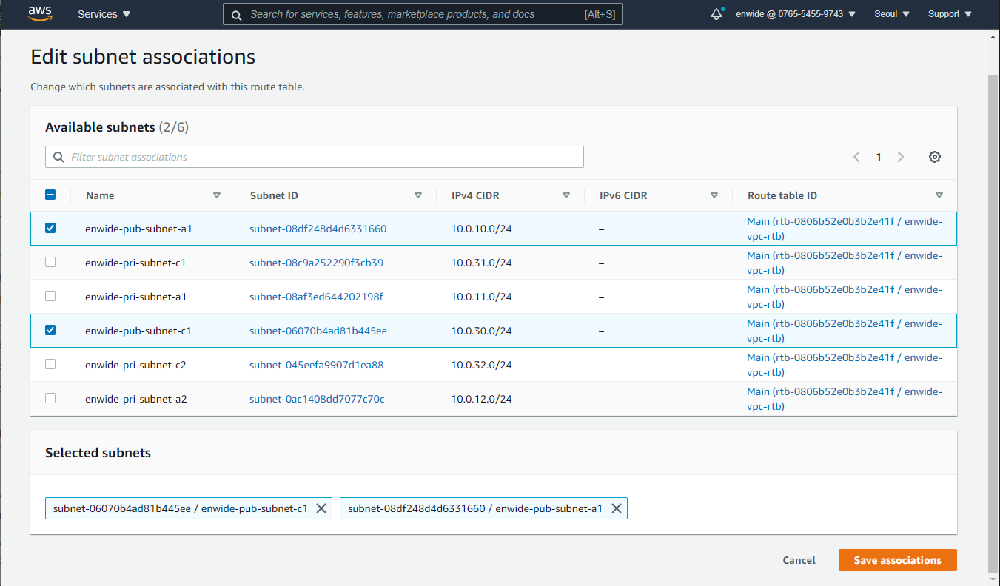 aws Services Search for services, features, marketplace products, and docs [Alt+S] enwide @ 0765-5455-9743 Seoul Support
Edit subnet associations
Change which subnets are associated with this route table.
Available subnets (2/6)
Filter subnet associations 1
Name Subnet ID IPv4 CIDR IPv6 CIDR Route table ID
enwide-pub-subnet-a1 subnet-08df248d4d6331660 10.0.10.0/24 – Main (rtb-0806b52e0b3b2e41f / enwide-
vpc-rtb)
enwide-pri-subnet-c1 subnet-08c9a252290f3cb39 10.0.31.0/24 – Main (rtb-0806b52e0b3b2e41f / enwide-
vpc-rtb)
enwide-pri-subnet-a1 subnet-08af3ed644202198f 10.0.11.0/24 – Main (rtb-0806b52e0b3b2e41f / enwide-
vpc-rtb)
enwide-pub-subnet-c1 subnet-06070b4ad81b445ee 10.0.30.0/24 – Main (rtb-0806b52e0b3b2e41f / enwide-
vpc-rtb)
enwide-pri-subnet-c2 subnet-045eefa9907d1ea88 10.0.32.0/24 – Main (rtb-0806b52e0b3b2e41f / enwide-
vpc-rtb)
enwide-pri-subnet-a2 subnet-0ac1408dd7077c70c 10.0.12.0/24 – Main (rtb-0806b52e0b3b2e41f / enwide-
vpc-rtb)
Selected subnets
subnet-06070b4ad81b445ee / enwide-pub-subnet-c1 subnet-08df248d4d6331660 / enwide-pub-subnet-a1
Cancel Save associations